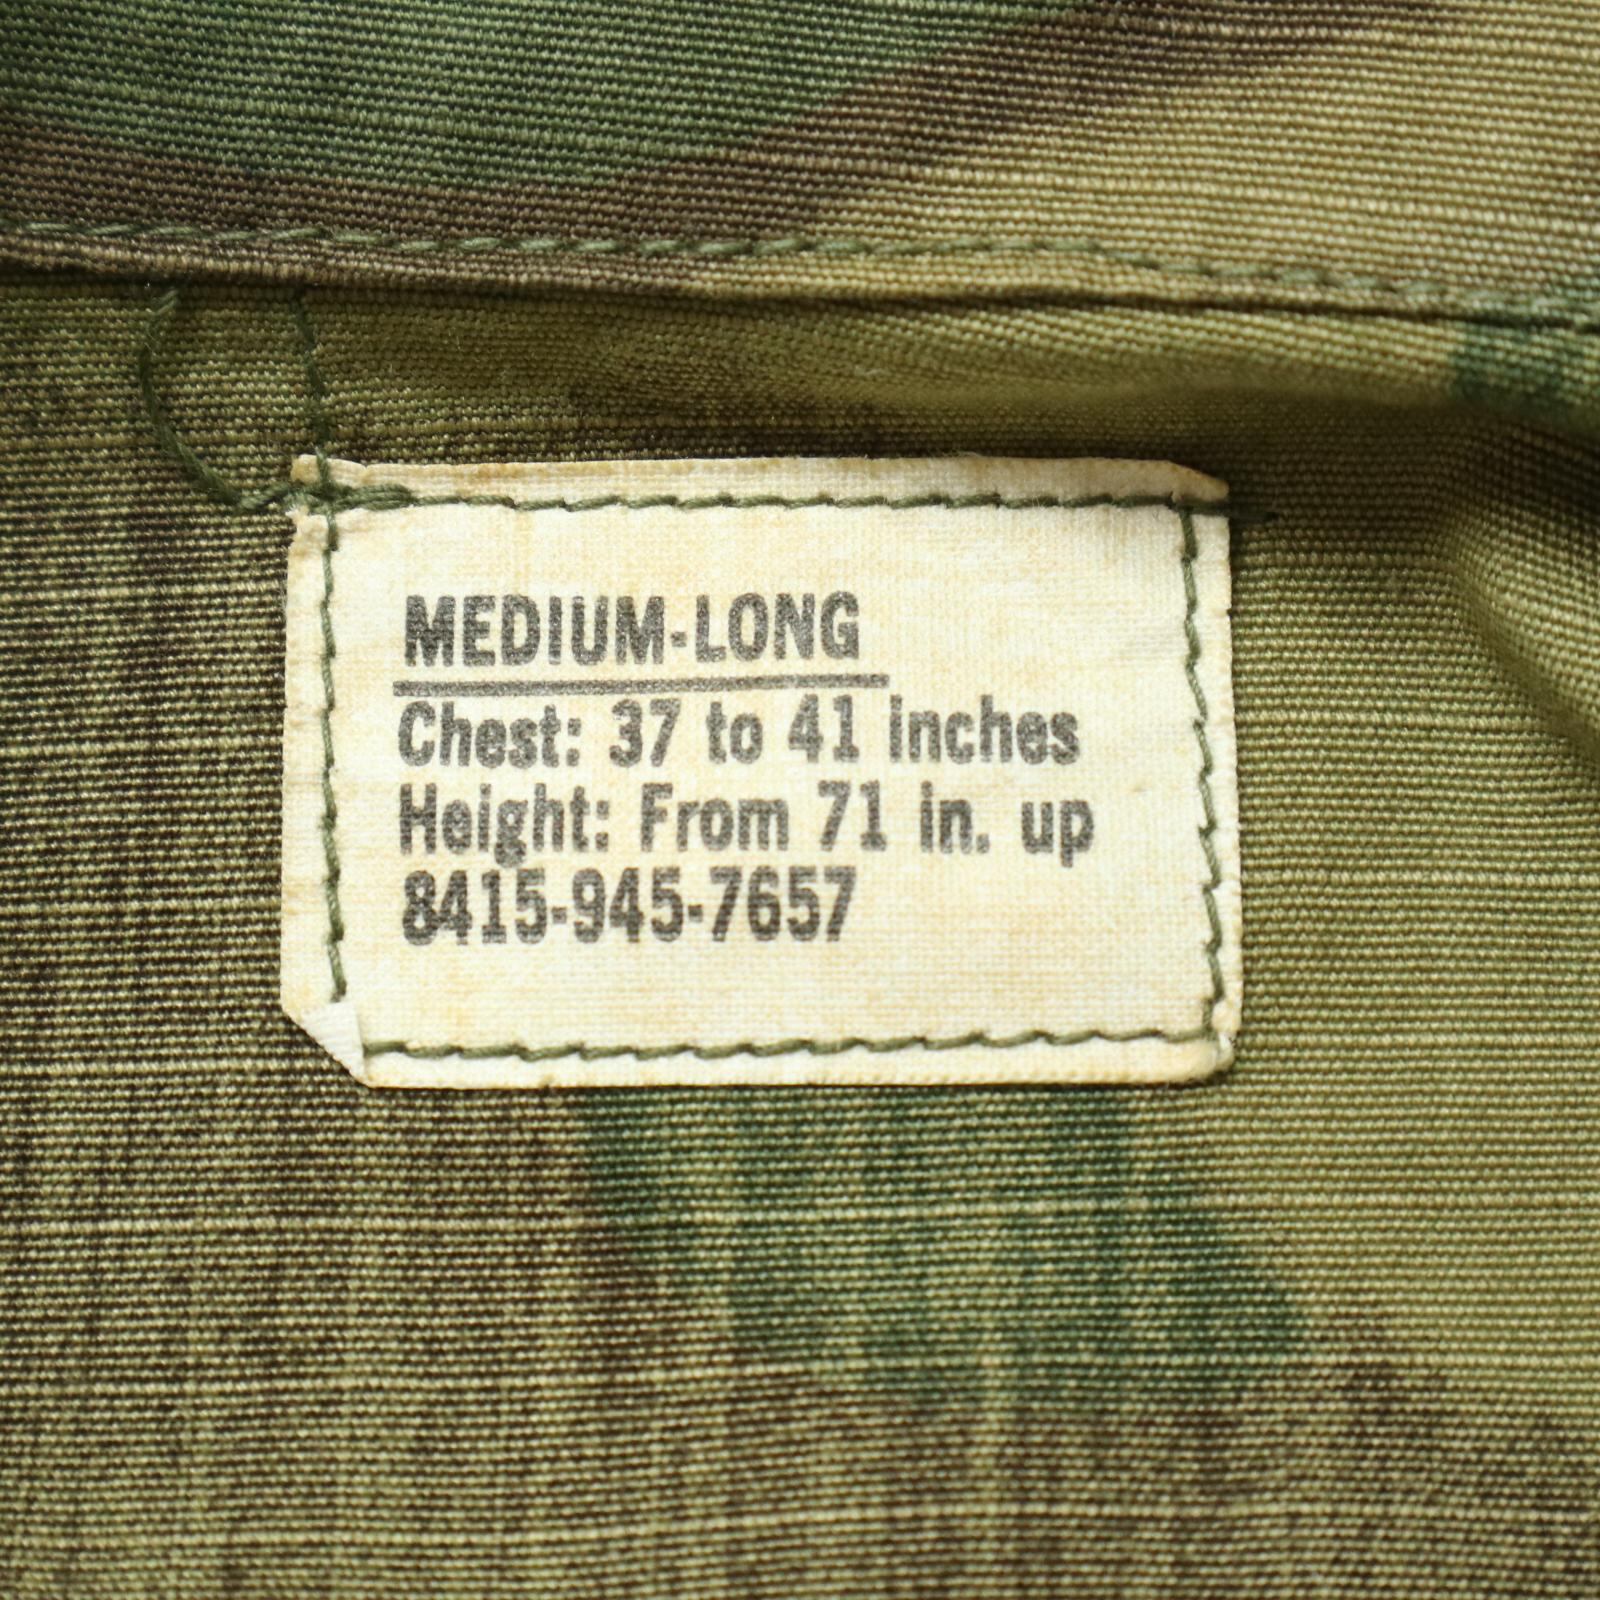 MEDIUM-LONG
Chest: 37 to 41 inches
Height: From 71 in. up
8415-945-7657